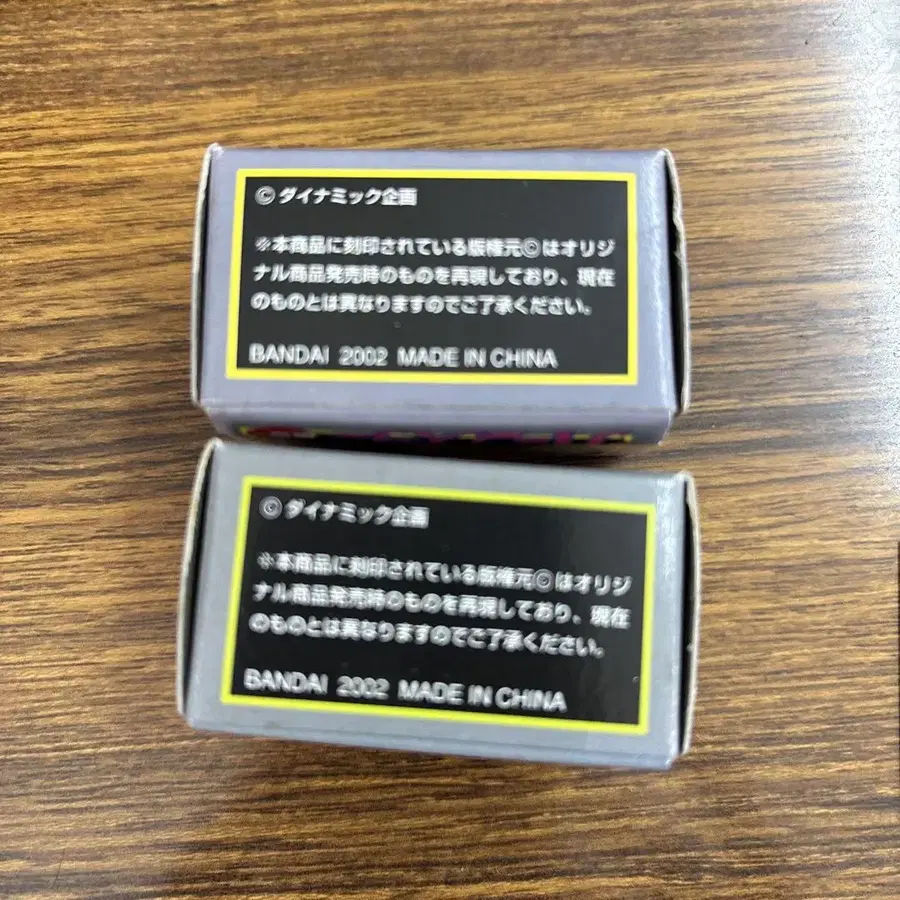 © ダイナミック企画
※本商品に刻印されている版権元©はオリジ
ナル商品発売時のものを再現しており、現在
のものとは異なりますのでご了承ください。
BANDAI 2002 MADE IN CHINA
© ダイナミック企画
※本商品に刻印されている版権元©はオリジ
ナル商品発売時のものを再現しており、現在
のものとは異なりますのでご了承ください。
BANDAI 2002 MADE IN CHINA